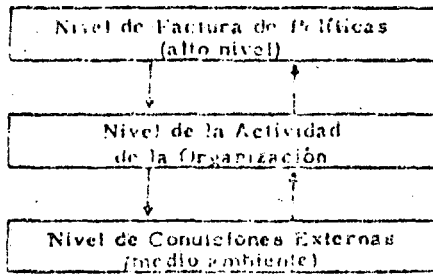 Nivel de Factura de Políticas
(alto nivel)
Nivel de la Actividad
de la Organización
Nivel de Condiciones Externas
(medio ambiente)